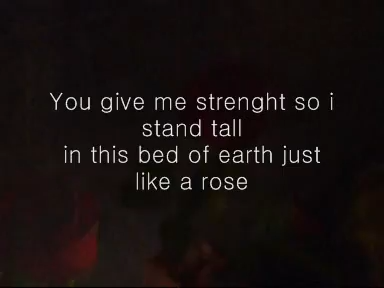 You give me strenght so i
stand tall
in this bed of earth just
like a rose